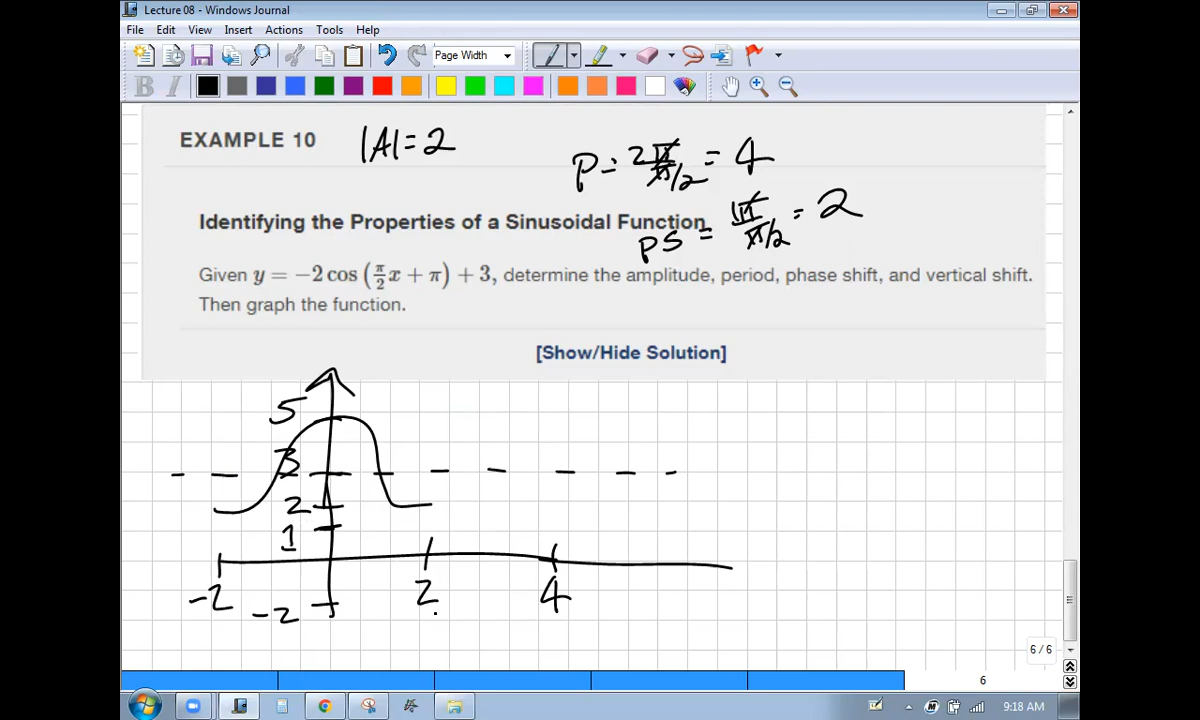 Lecture 08 - Windows Journal
File Edit View Insert Actions Tools Help
Page Width
B I
EXAMPLE 10 |A| = 2
P = 2π / π/2 = 4
Identifying the Properties of a Sinusoidal Function
PS = π / π/2 = 2
Given y = −2 cos (π/2 x + π) + 3, determine the amplitude, period, phase shift, and vertical shift.
Then graph the function.
[Show/Hide Solution]
5
3
2
1
-2 2 4
-2
6 / 6
6
9:18 AM